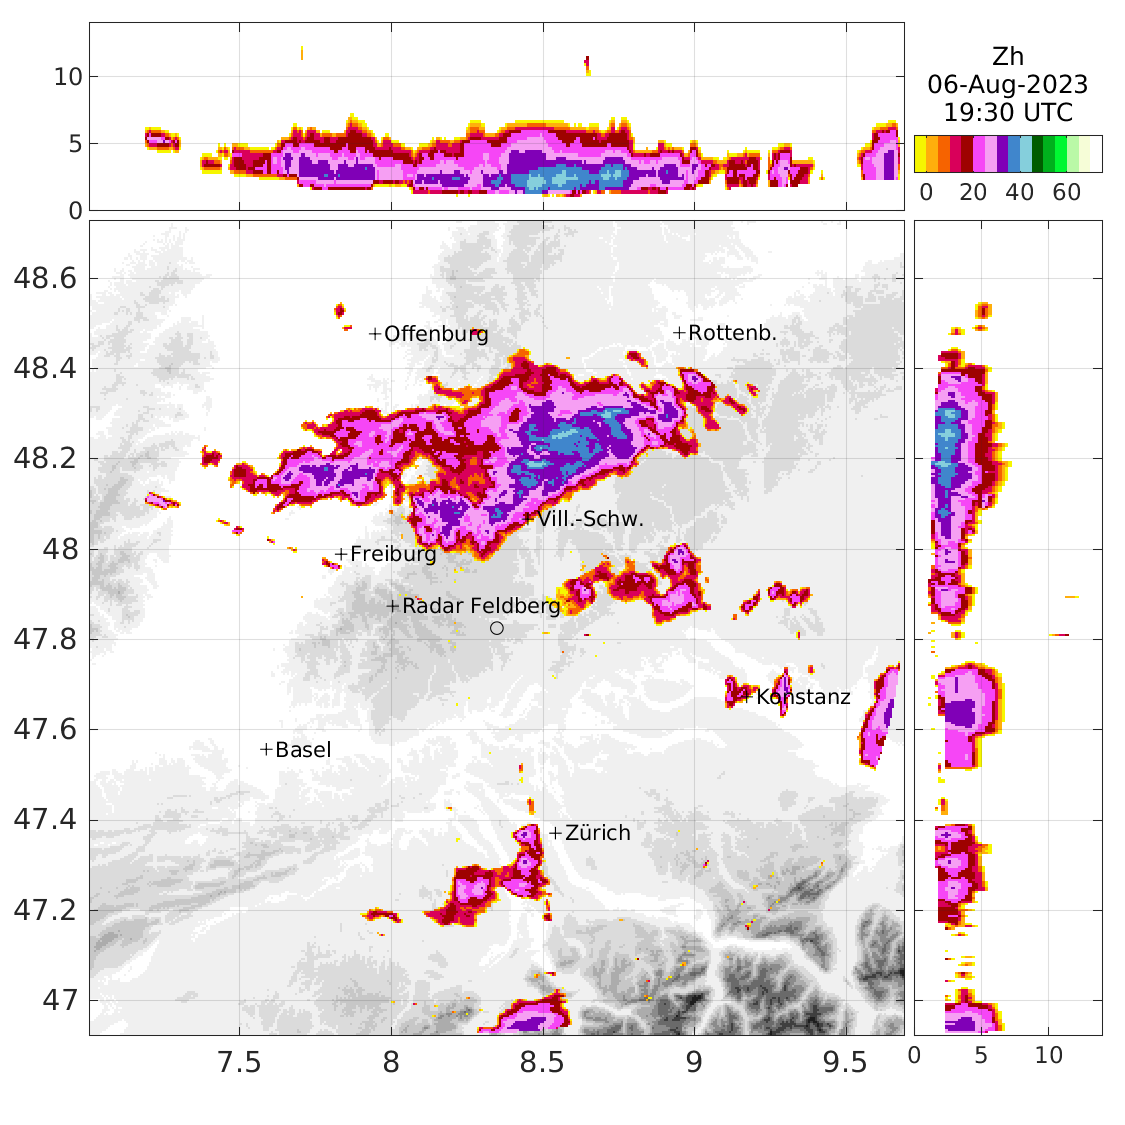 10
5
0
Zh
06-Aug-2023
19:30 UTC
0 20 40 60
48.6
48.4
48.2
48
47.8
47.6
47.4
47.2
47
+Offenburg
+Rottenb.
+Vill.-Schw.
+Freiburg
+Radar Feldberg
+Konstanz
+Basel
+Zürich
7.5 8 8.5 9 9.5
0 5 10